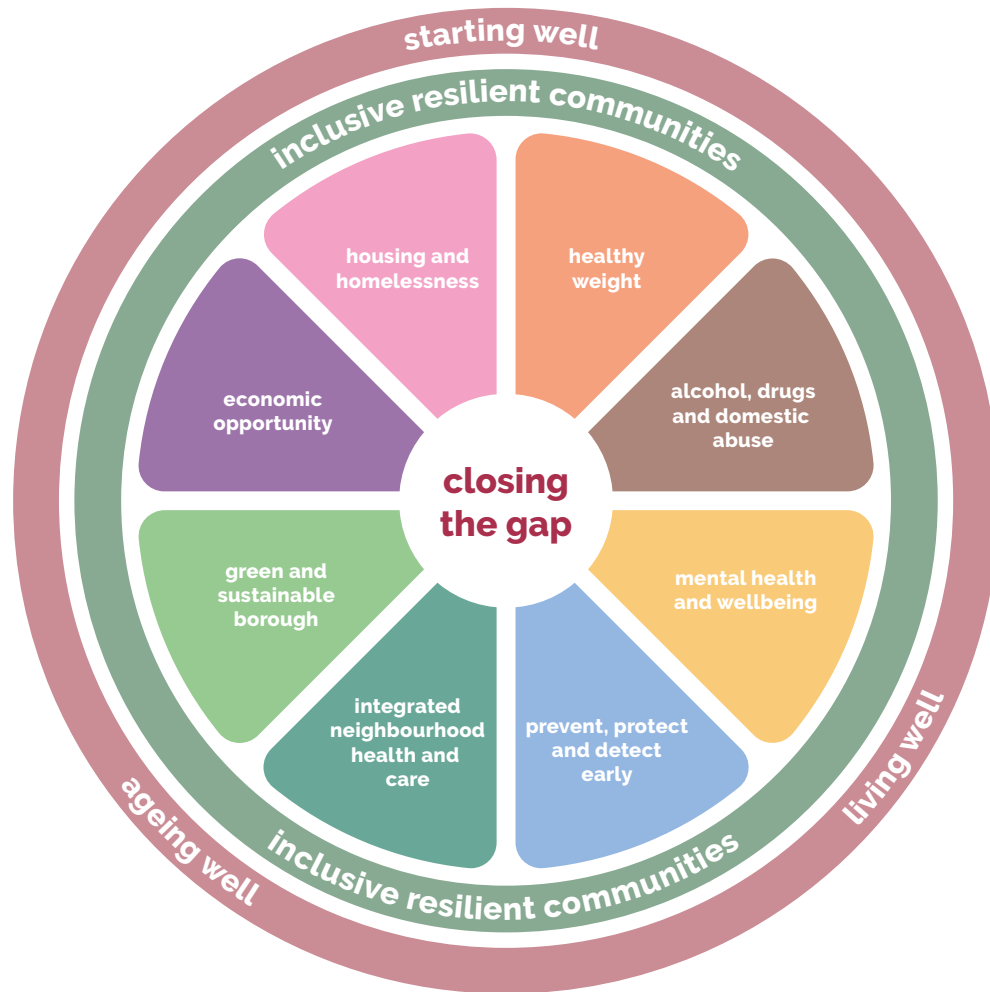 starting well
inclusive resilient communities
housing and
homelessness
healthy
weight
economic
opportunity
alcohol, drugs
and domestic
abuse
closing
the gap
green and
sustainable
borough
mental health
and wellbeing
integrated
neighbourhood
health and
care
prevent, protect
and detect
early
ageing well
living well
inclusive resilient communities